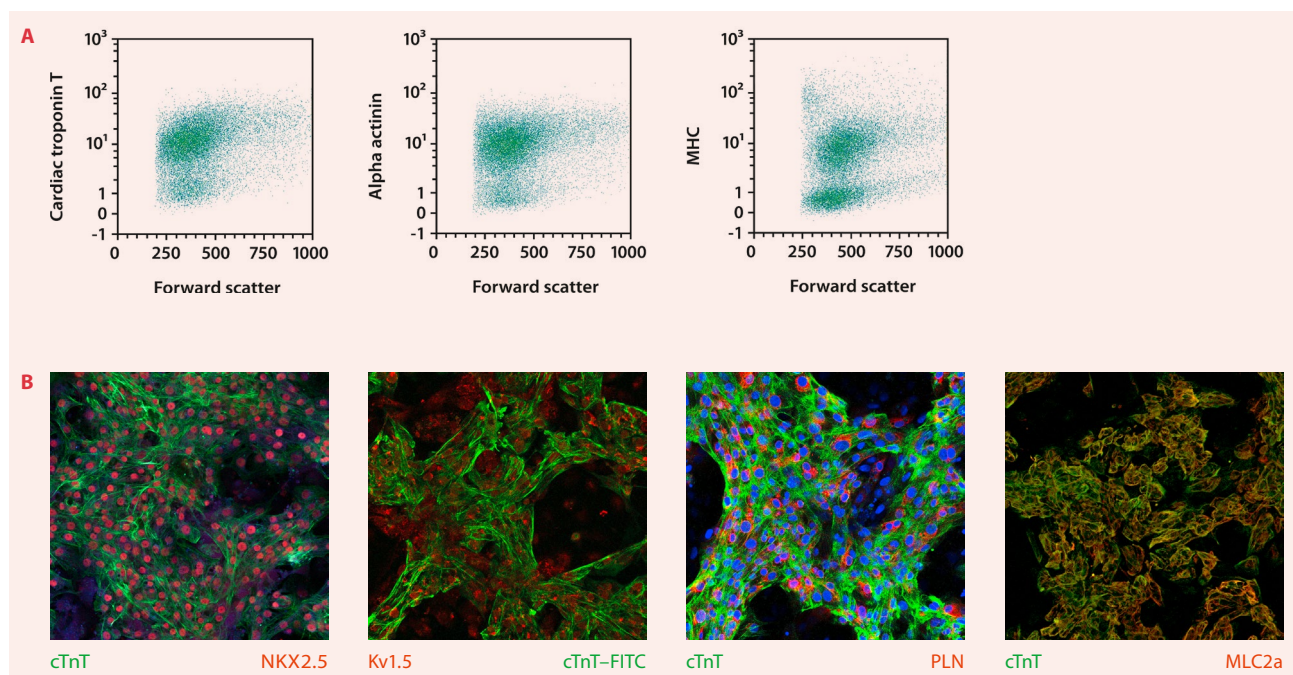 A
Cardiac troponin T
10³
10²
10¹
1
0
-1
0 250 500 750 1000
Forward scatter
Alpha actinin
10³
10²
10¹
1
0
-1
0 250 500 750 1000
Forward scatter
MHC
10³
10²
10¹
1
0
-1
0 250 500 750 1000
Forward scatter
B
cTnT NKX2.5
Kv1.5 cTnT–FITC
cTnT PLN
cTnT MLC2a